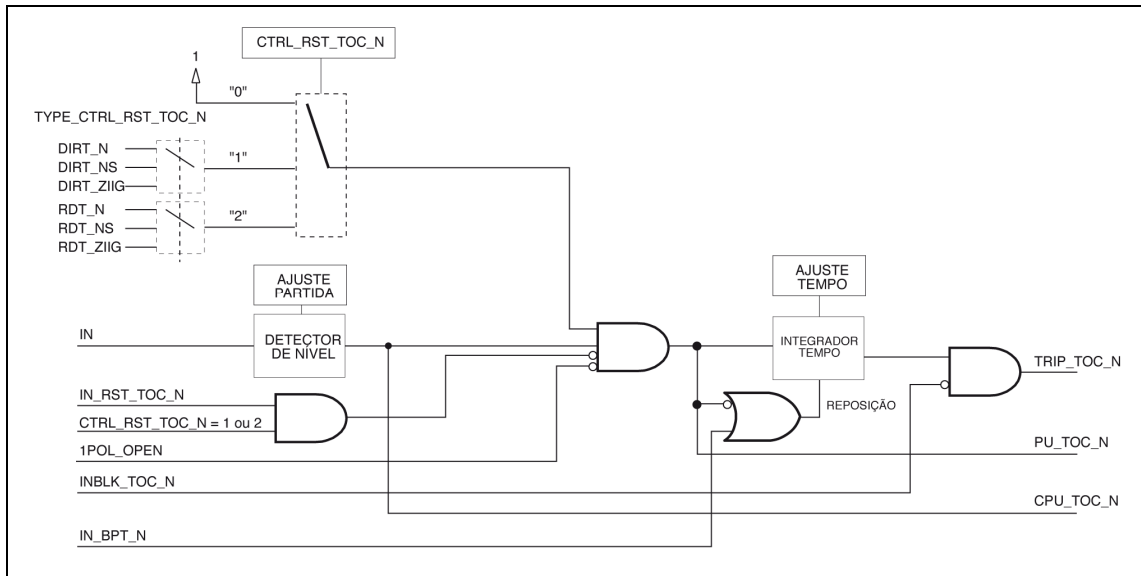 CTRL_RST_TOC_N
1
"0"
TYPE_CTRL_RST_TOC_N
DIRT_N
DIRT_NS
DIRT_ZIIG
"1"
RDT_N
RDT_NS
RDT_ZIIG
"2"
AJUSTE
PARTIDA
AJUSTE
TEMPO
IN
DETECTOR
DE NÍVEL
INTEGRADOR
TEMPO
TRIP_TOC_N
IN_RST_TOC_N
REPOSIÇÃO
CTRL_RST_TOC_N = 1 ou 2
1POL_OPEN
PU_TOC_N
INBLK_TOC_N
CPU_TOC_N
IN_BPT_N